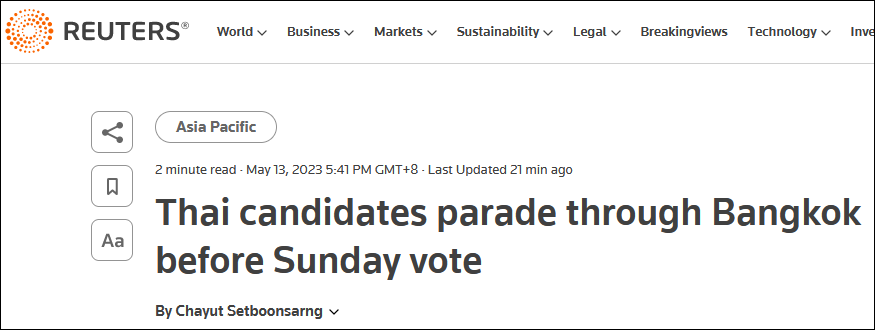 REUTERS® World Business Markets Sustainability Legal Breakingviews Technology Inve
Asia Pacific
2 minute read · May 13, 2023 5:41 PM GMT+8 · Last Updated 21 min ago
Thai candidates parade through Bangkok
before Sunday vote
Aa
By Chayut Setboonsarng